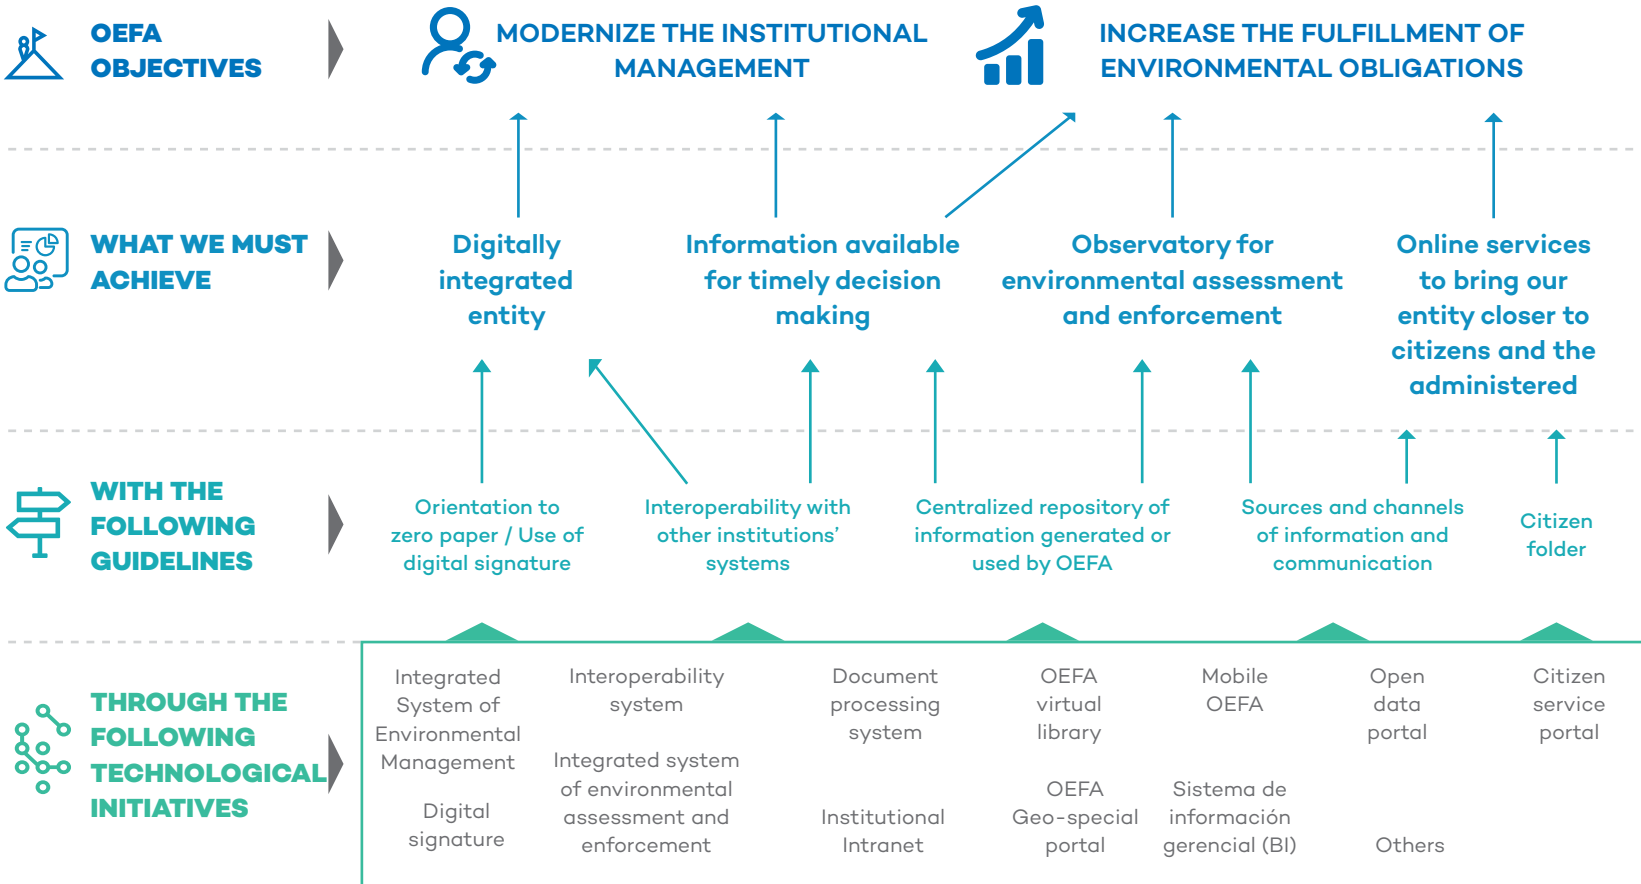 OEFA
OBJECTIVES
MODERNIZE THE INSTITUTIONAL
MANAGEMENT
INCREASE THE FULFILLMENT OF
ENVIRONMENTAL OBLIGATIONS
WHAT WE MUST
ACHIEVE
Digitally
integrated
entity
Information available
for timely decision
making
Observatory for
environmental assessment
and enforcement
Online services
to bring our
entity closer to
citizens and the
administered
WITH THE
FOLLOWING
GUIDELINES
Orientation to
zero paper / Use of
digital signature
Interoperability with
other institutions’
systems
Centralized repository of
information generated or
used by OEFA
Sources and channels
of information and
communication
Citizen
folder
THROUGH THE
FOLLOWING
TECHNOLOGICAL
INITIATIVES
Integrated
System of
Environmental
Management
Digital
signature
Interoperability
system
Integrated system
of environmental
assessment and
enforcement
Document
processing
system
Institutional
Intranet
OEFA
virtual
library
OEFA
Geo-special
portal
Mobile
OEFA
Sistema de
información
gerencial (BI)
Open
data
portal
Others
Citizen
service
portal